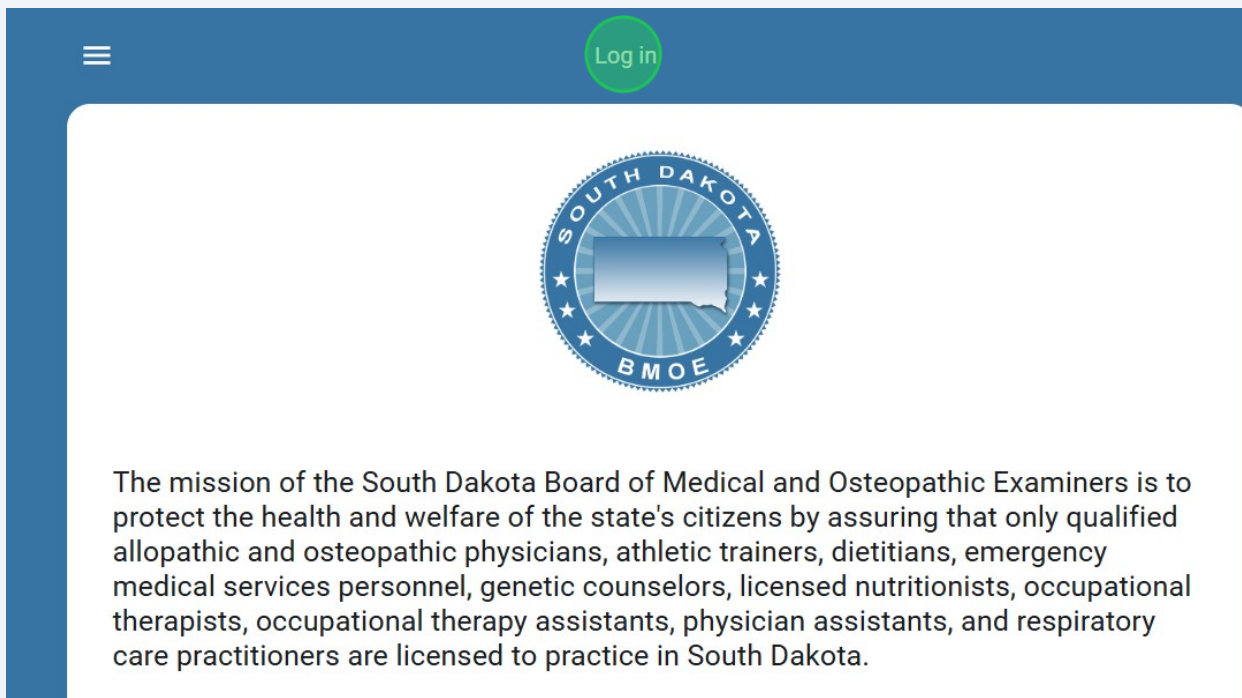 Log in
SOUTH DAKOTA
BMOE
The mission of the South Dakota Board of Medical and Osteopathic Examiners is to
protect the health and welfare of the state's citizens by assuring that only qualified
allopathic and osteopathic physicians, athletic trainers, dietitians, emergency
medical services personnel, genetic counselors, licensed nutritionists, occupational
therapists, occupational therapy assistants, physician assistants, and respiratory
care practitioners are licensed to practice in South Dakota.